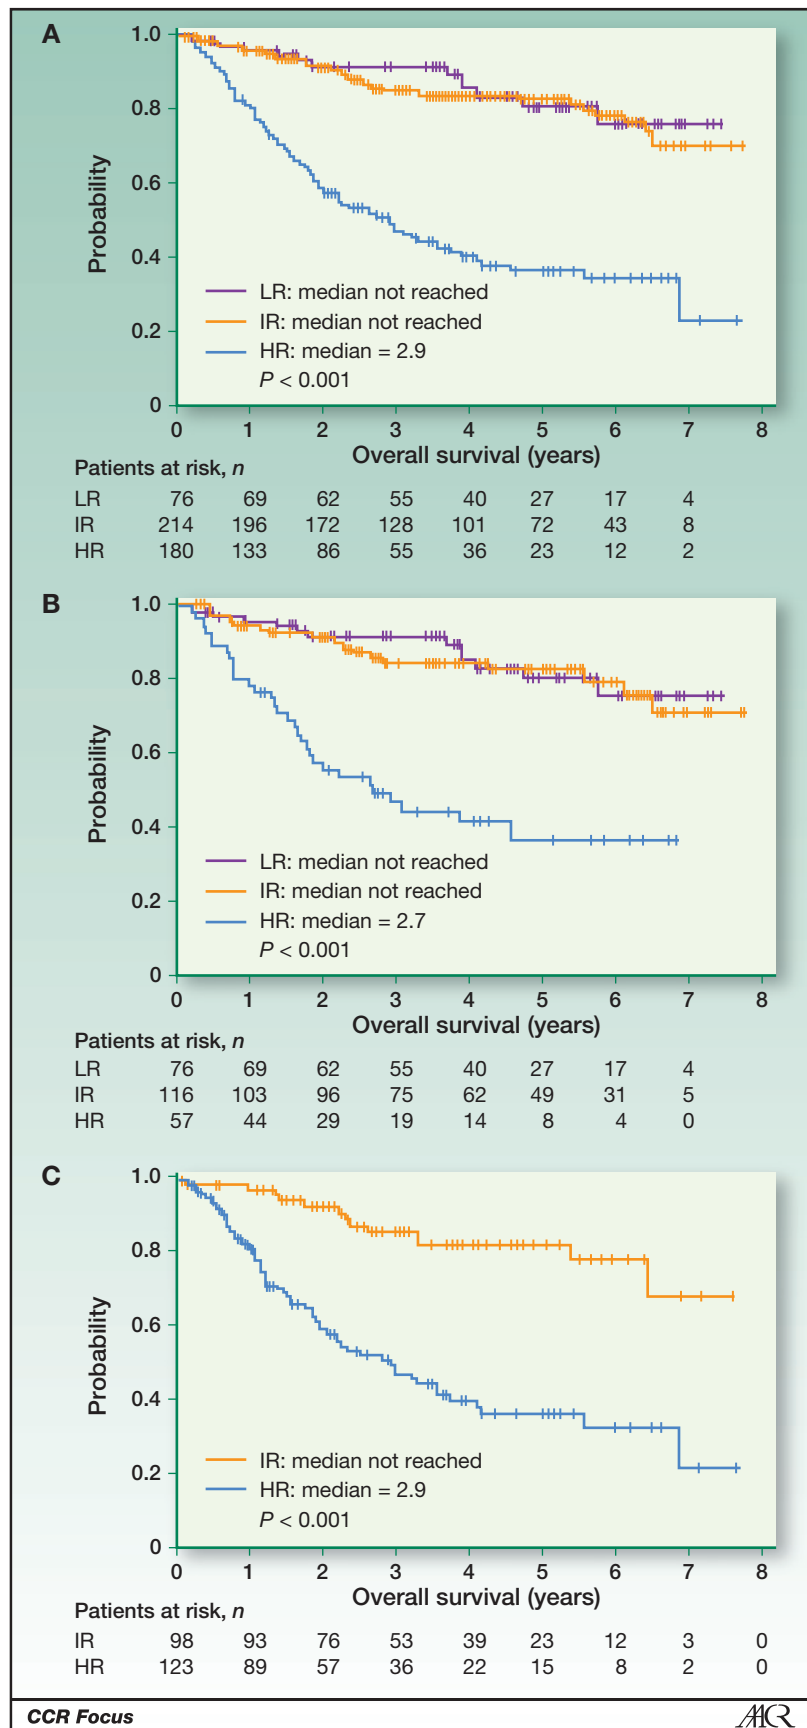 A
1.0
0.8
0.6
0.4
0.2
0
Probability
LR: median not reached
IR: median not reached
HR: median = 2.9
P < 0.001
0 1 2 3 4 5 6 7 8
Overall survival (years)
Patients at risk, n
LR 76 69 62 55 40 27 17 4
IR 214 196 172 128 101 72 43 8
HR 180 133 86 55 36 23 12 2
B
1.0
0.8
0.6
0.4
0.2
0
Probability
LR: median not reached
IR: median not reached
HR: median = 2.7
P < 0.001
0 1 2 3 4 5 6 7 8
Overall survival (years)
Patients at risk, n
LR 76 69 62 55 40 27 17 4
IR 116 103 96 75 62 49 31 5
HR 57 44 29 19 14 8 4 0
C
1.0
0.8
0.6
0.4
0.2
0
Probability
IR: median not reached
HR: median = 2.9
P < 0.001
0 1 2 3 4 5 6 7 8
Overall survival (years)
Patients at risk, n
IR 98 93 76 53 39 23 12 3 0
HR 123 89 57 36 22 15 8 2 0
CCR Focus
AACR